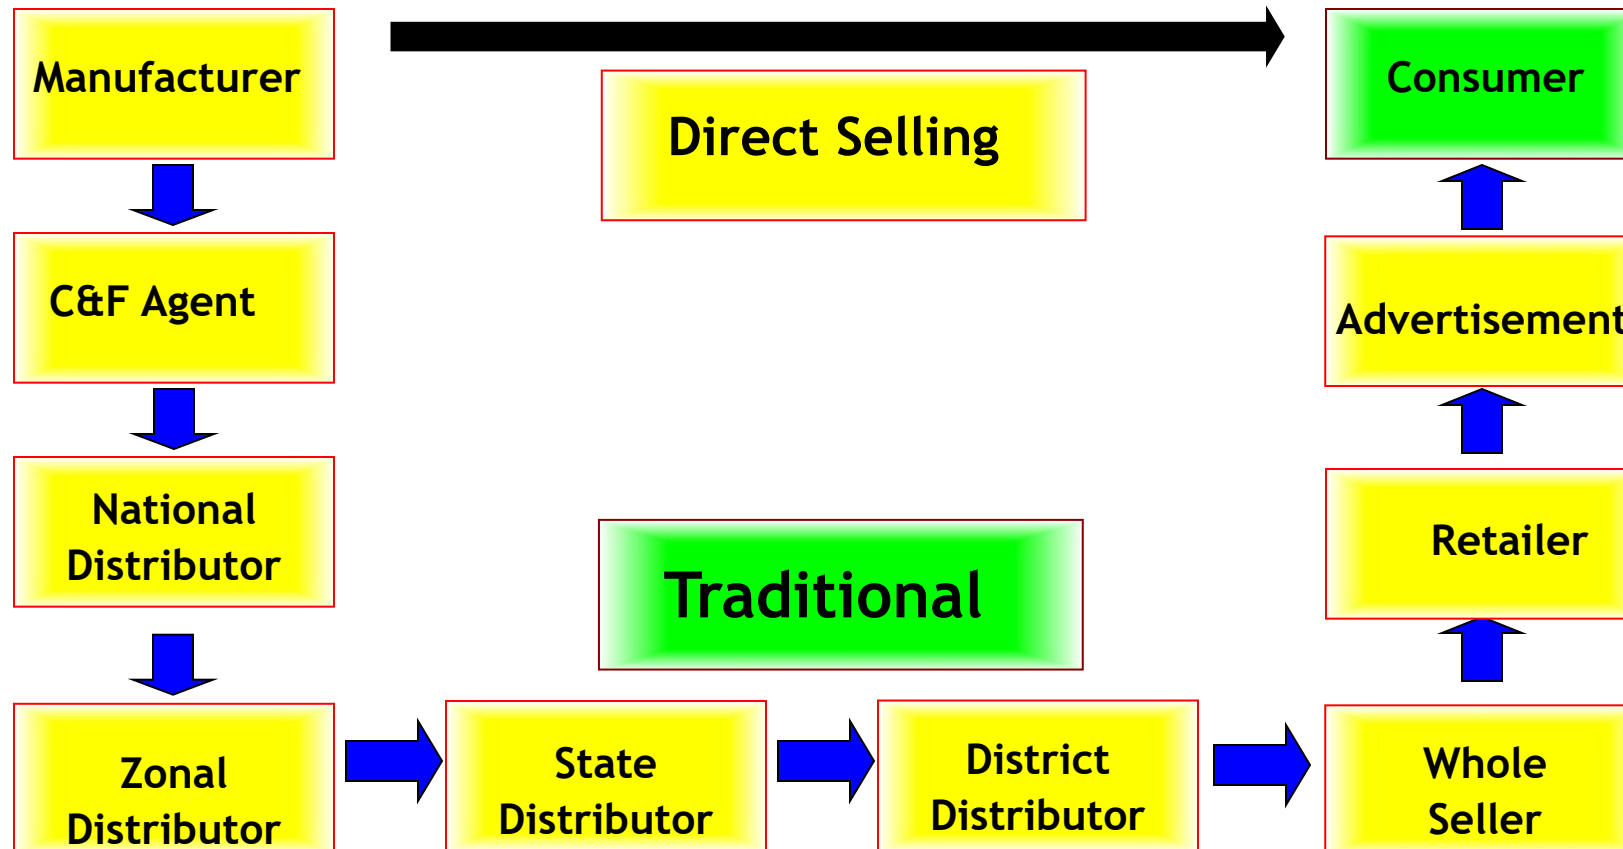 Manufacturer
Consumer
Direct Selling
C&F Agent
Advertisement
National
Distributor
Retailer
Traditional
Zonal
Distributor
State
Distributor
District
Distributor
Whole
Seller